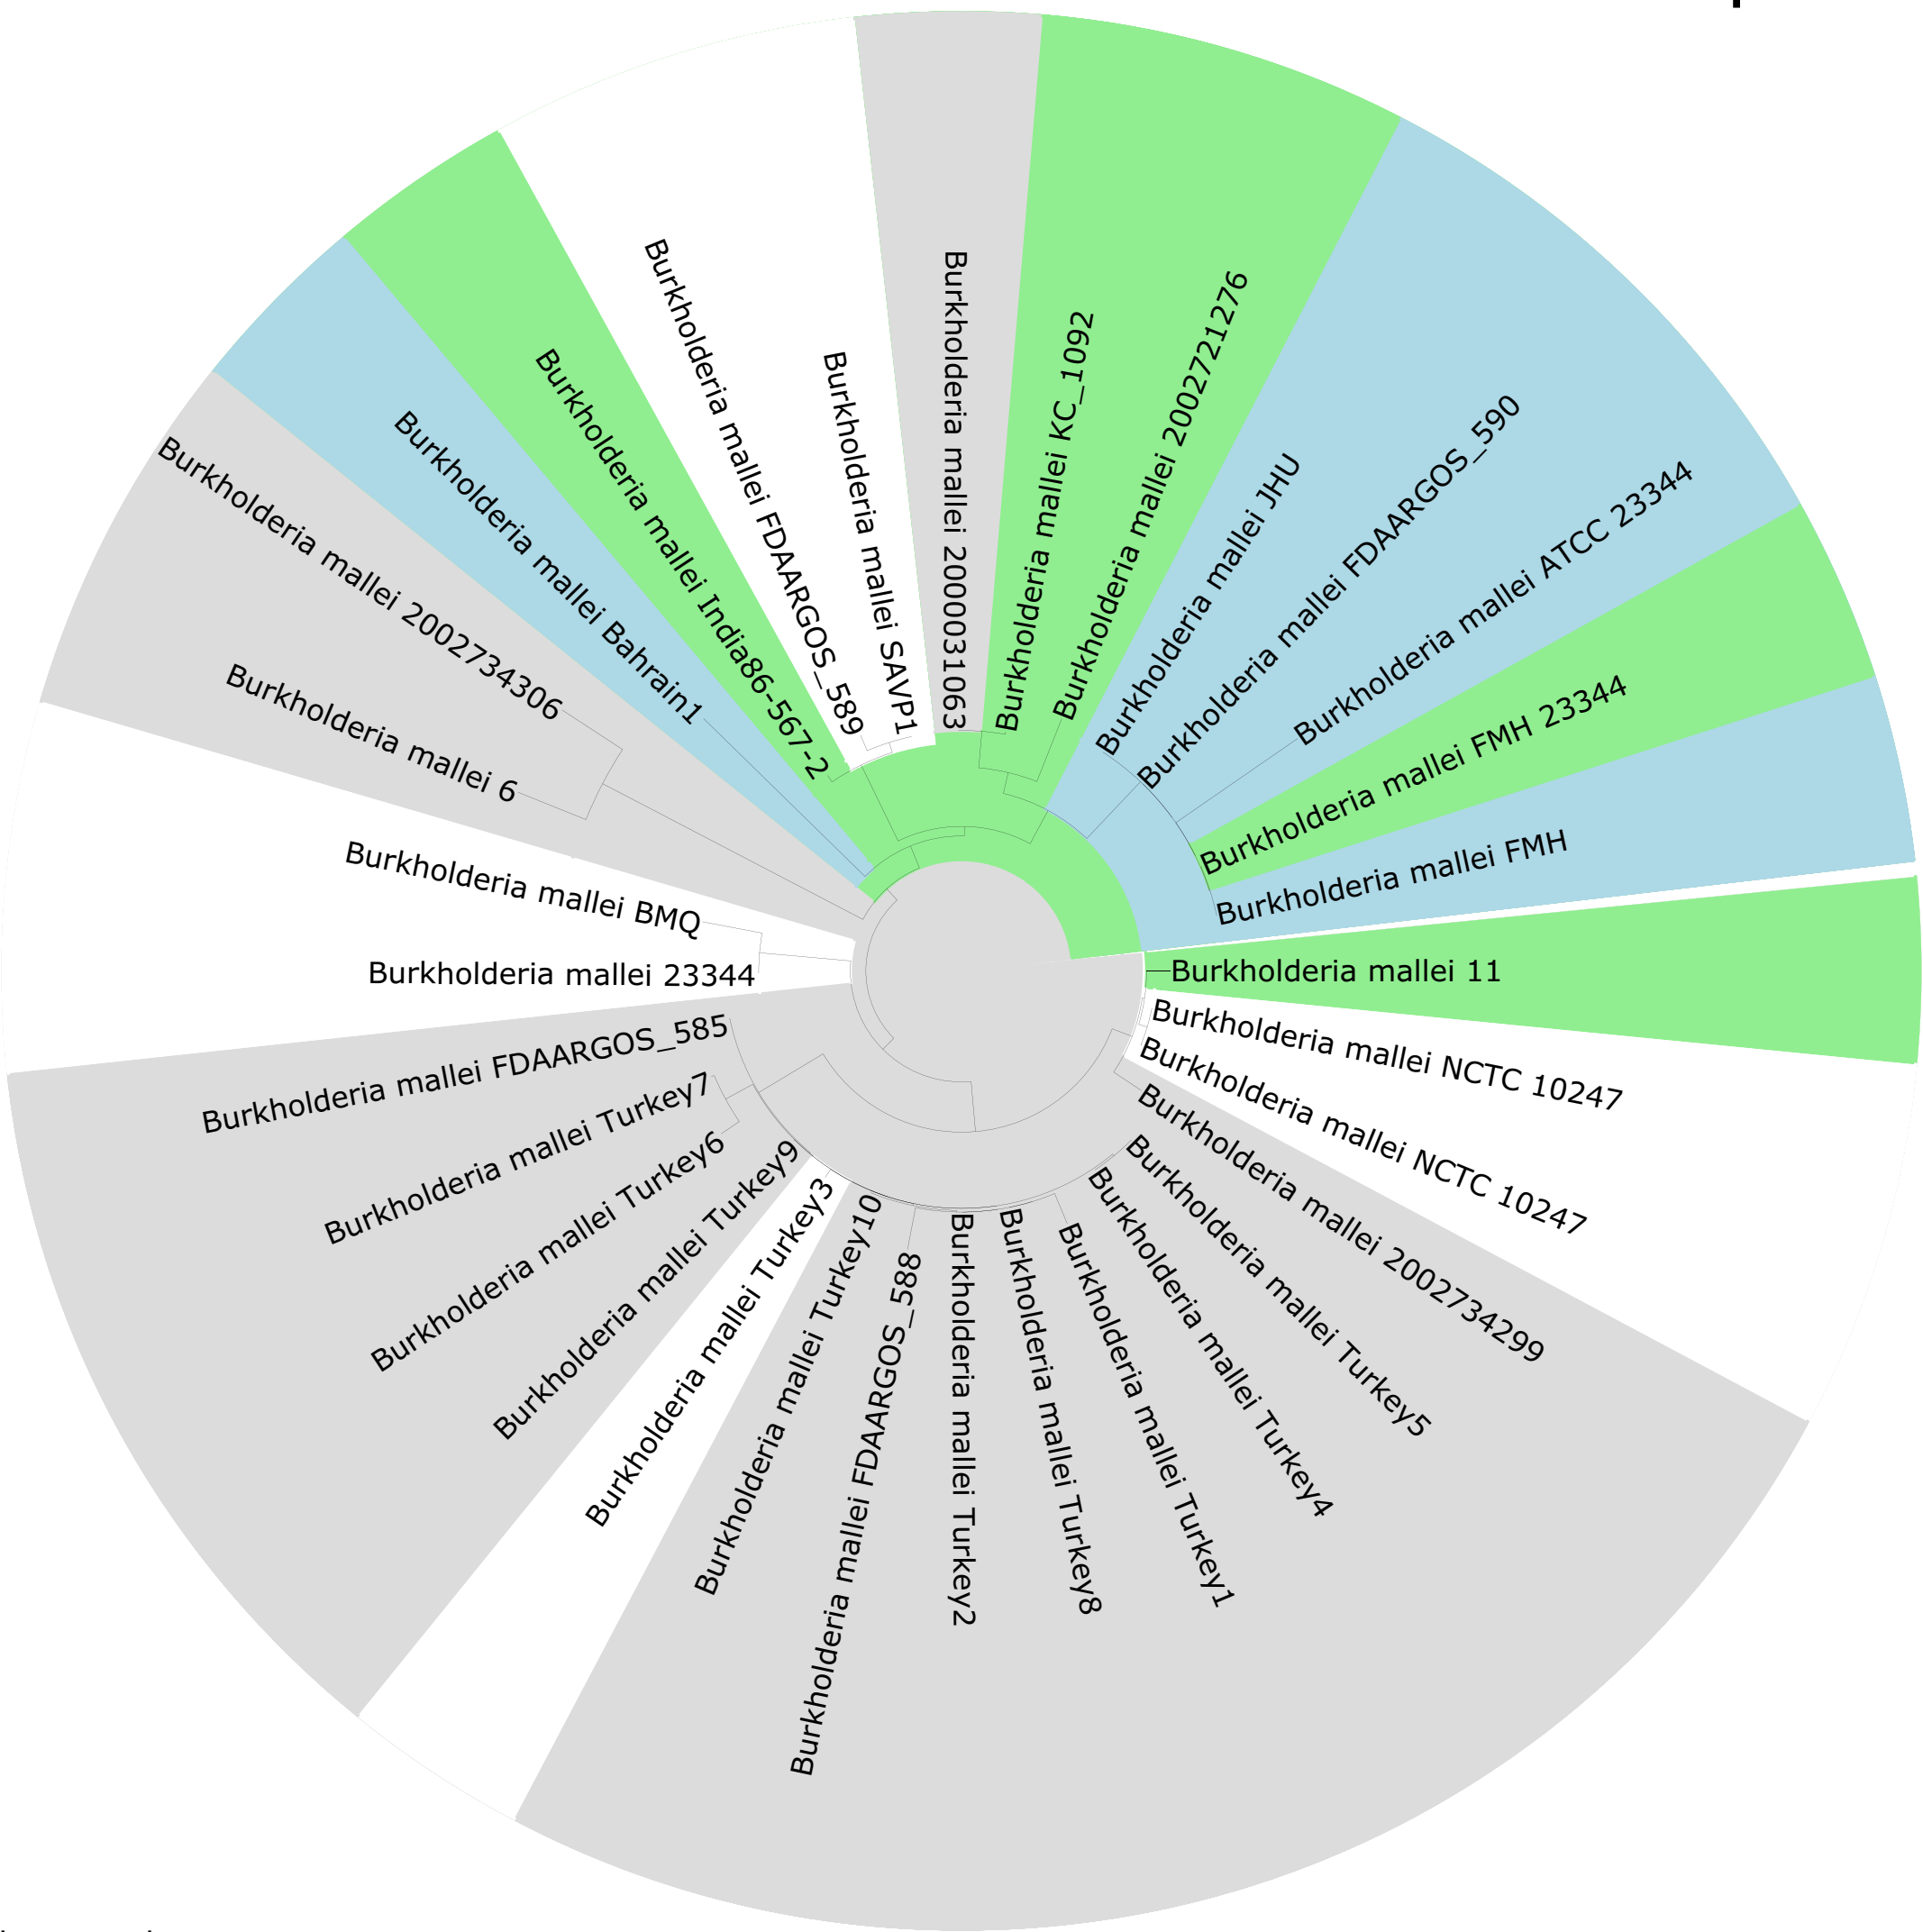 Burkholderia mallei 2000031063
Burkholderia mallei KC_1092
Burkholderia mallei 2002721276
Burkholderia mallei JHU
Burkholderia mallei FDAARGOS_590
Burkholderia mallei ATCC 23344
Burkholderia mallei FMH 23344
Burkholderia mallei FMH
Burkholderia mallei 11
Burkholderia mallei NCTC 10247
Burkholderia mallei NCTC 10247
Burkholderia mallei 2002734299
Burkholderia mallei Turkey5
Burkholderia mallei Turkey4
Burkholderia mallei Turkey1
Burkholderia mallei Turkey8
Burkholderia mallei Turkey2
Burkholderia mallei FDAARGOS_588
Burkholderia mallei Turkey10
Burkholderia mallei Turkey3
Burkholderia mallei Turkey9
Burkholderia mallei Turkey6
Burkholderia mallei Turkey7
Burkholderia mallei FDAARGOS_585
Burkholderia mallei 23344
Burkholderia mallei BMQ
Burkholderia mallei 6
Burkholderia mallei 2002734306
Burkholderia mallei Bahrain1
Burkholderia mallei India86-567-2
Burkholderia mallei FDAARGOS_589
Burkholderia mallei SAVP1